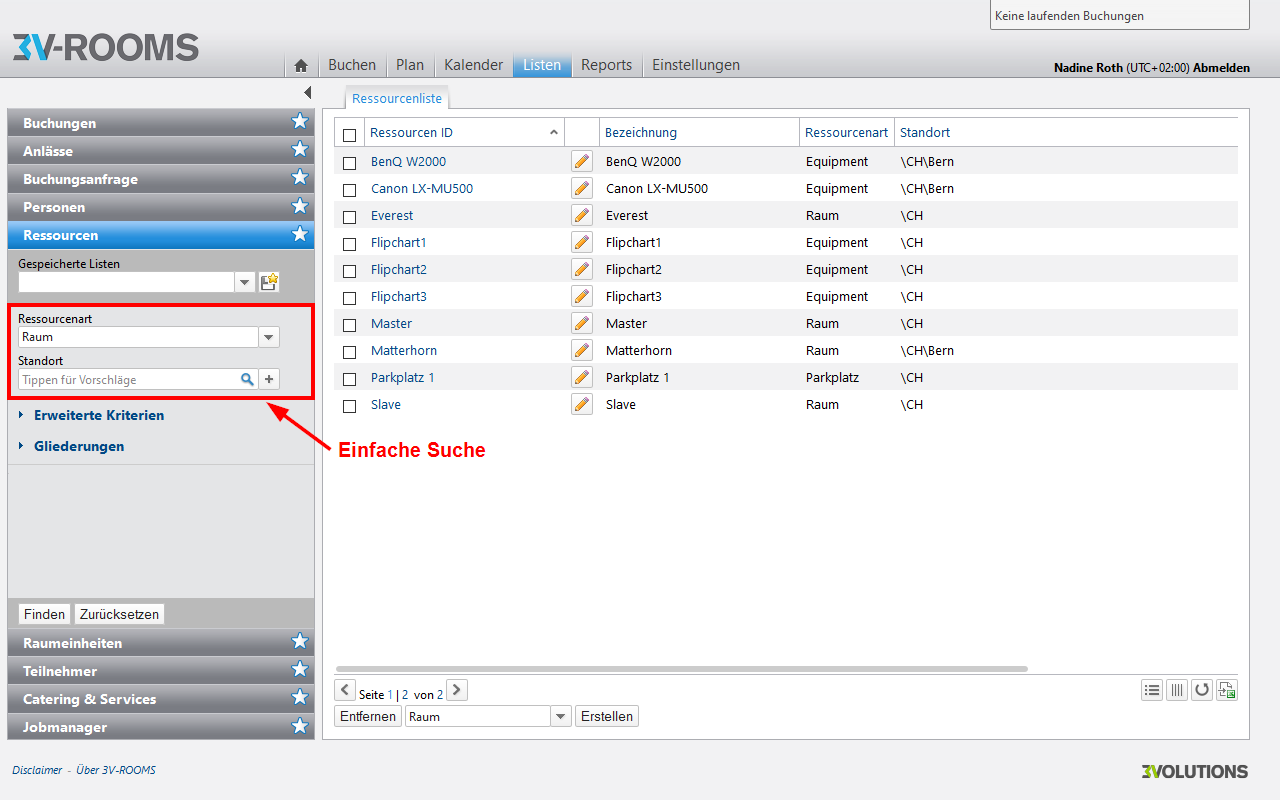 Keine laufenden Buchungen
3V-ROOMS
Buchen Plan Kalender Listen Reports Einstellungen
Nadine Roth (UTC+02:00) Abmelden
Ressourcenliste
Buchungen
Anlässe
Buchungsanfrage
Personen
Ressourcen
Gespeicherte Listen
Ressourcenart
Raum
Standort
Tippen für Vorschläge
Erweiterte Kriterien
Gliederungen
Einfache Suche
Finden Zurücksetzen
Raumeinheiten
Teilnehmer
Catering & Services
Jobmanager
Ressourcen ID Bezeichnung Ressourcenart Standort
BenQ W2000 BenQ W2000 Equipment \CH\Bern
Canon LX-MU500 Canon LX-MU500 Equipment \CH\Bern
Everest Everest Raum \CH
Flipchart1 Flipchart1 Equipment \CH
Flipchart2 Flipchart2 Equipment \CH
Flipchart3 Flipchart3 Equipment \CH
Master Master Raum \CH
Matterhorn Matterhorn Raum \CH\Bern
Parkplatz 1 Parkplatz 1 Parkplatz \CH
Slave Slave Raum \CH
Seite 1 | 2 von 2
Entfernen Raum Erstellen
Disclaimer - Über 3V-ROOMS
3VOLUTIONS